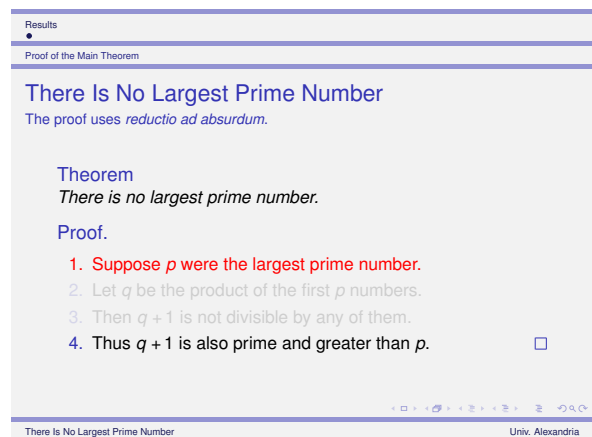 Results
Proof of the Main Theorem
There Is No Largest Prime Number
The proof uses reductio ad absurdum.
Theorem
There is no largest prime number.
Proof.
1. Suppose p were the largest prime number.
2. Let q be the product of the first p numbers.
3. Then q + 1 is not divisible by any of them.
4. Thus q + 1 is also prime and greater than p.
There Is No Largest Prime Number
Univ. Alexandria